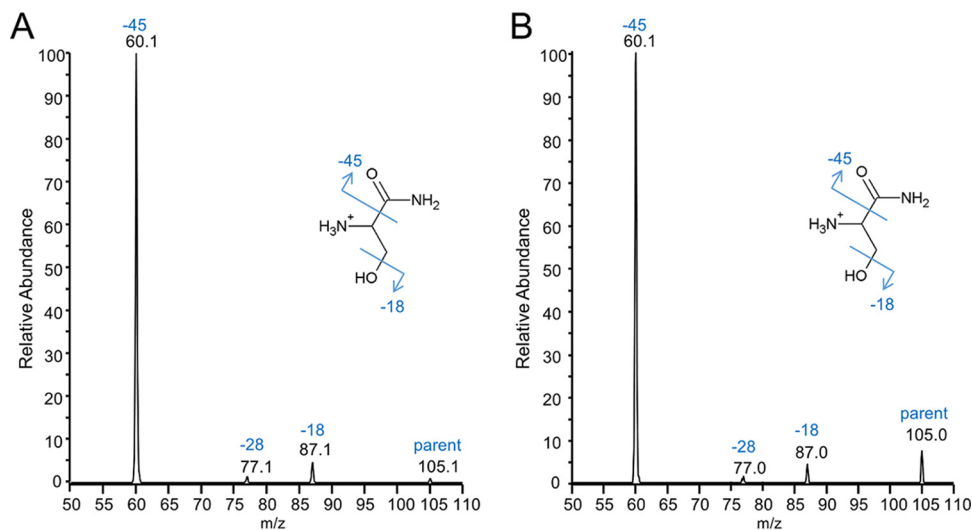 A
-45
60.1
100
90
80
70
60
50
40
30
20
10
0
Relative Abundance
-45
O
NH2
H3N+
HO
-18
-28
77.1
-18
87.1
parent
105.1
50 55 60 65 70 75 80 85 90 95 100 105 110
m/z
B
-45
60.1
100
90
80
70
60
50
40
30
20
10
0
Relative Abundance
-45
O
NH2
H3N+
HO
-18
-28
77.0
-18
87.0
parent
105.0
50 55 60 65 70 75 80 85 90 95 100 105 110
m/z